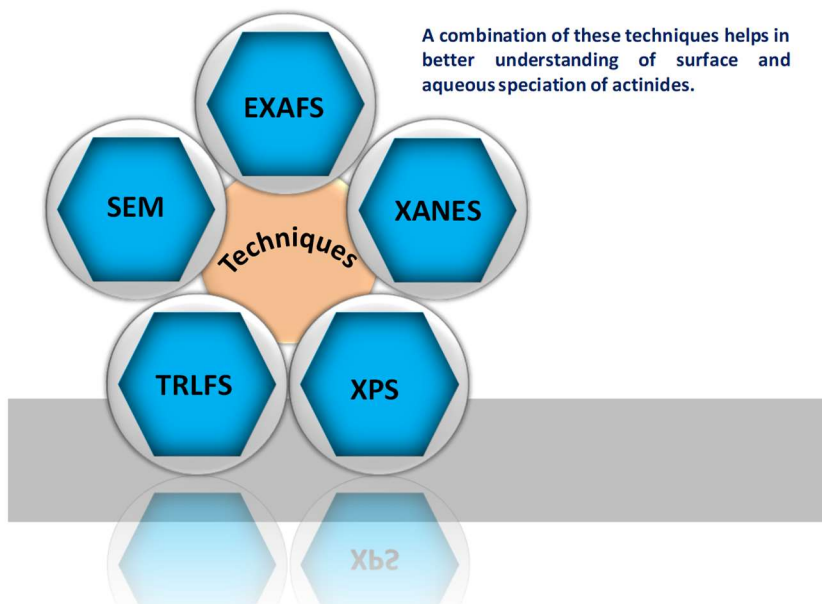 A combination of these techniques helps in
better understanding of surface and
aqueous speciation of actinides.
EXAFS
SEM
XANES
Techniques
TRLFS
XPS
XPS